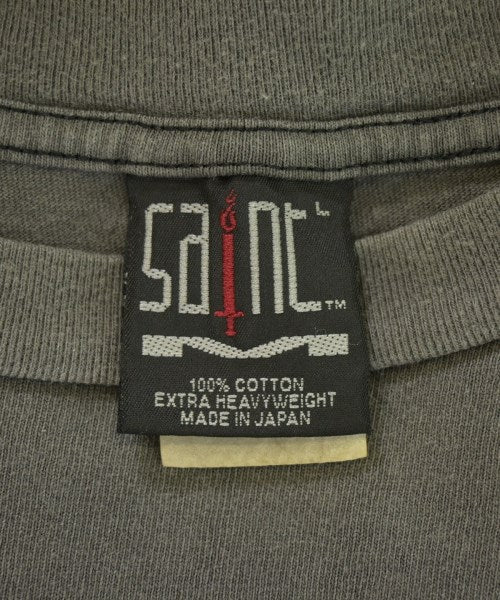 saint L
TM
100% COTTON
EXTRA HEAVYWEIGHT
MADE IN JAPAN